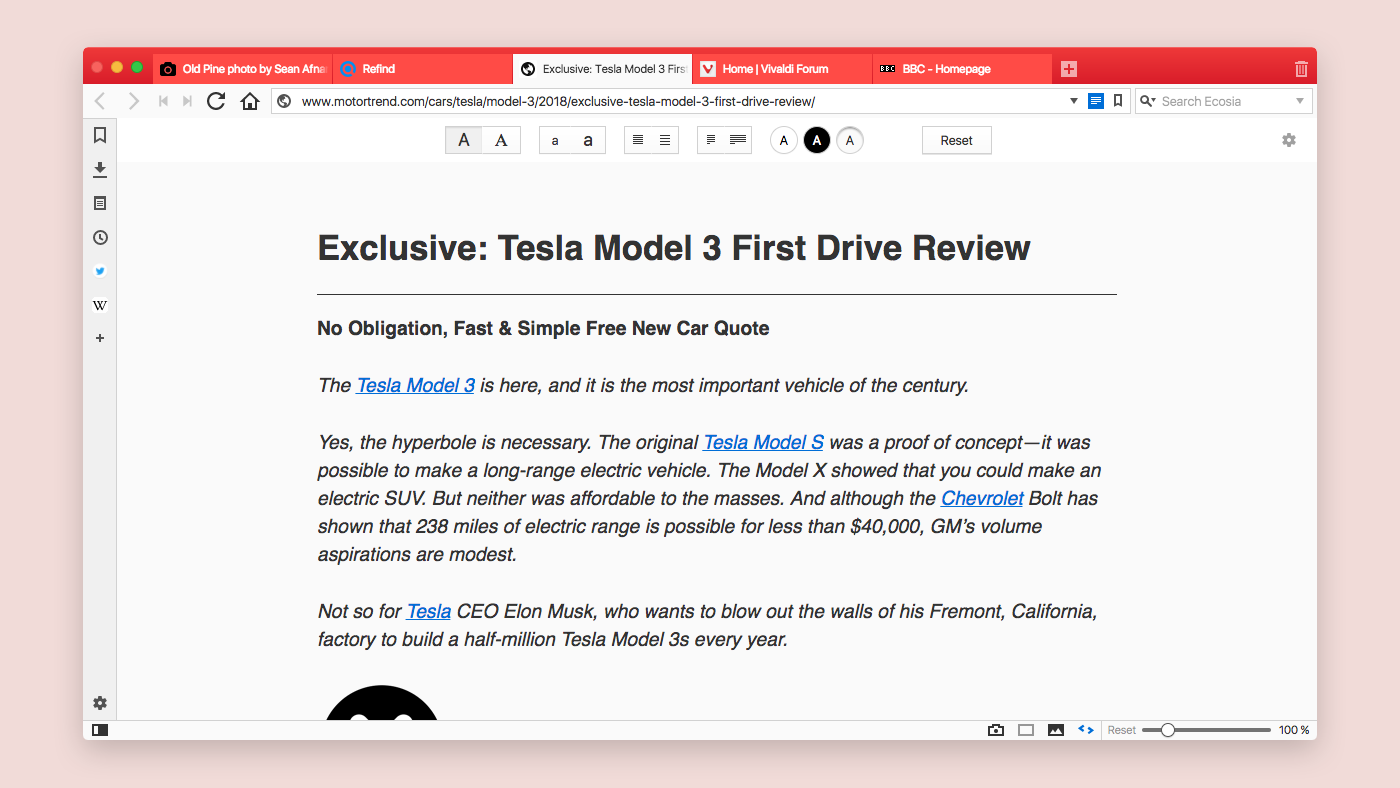 Old Pine photo by Sean Afna
Refind
Exclusive: Tesla Model 3 Firs
Home | Vivaldi Forum
BBC
BBC - Homepage
www.motortrend.com/cars/tesla/model-3/2018/exclusive-tesla-model-3-first-drive-review/
Search Ecosia
A A a a A A A Reset
W
Exclusive: Tesla Model 3 First Drive Review
No Obligation, Fast & Simple Free New Car Quote
The Tesla Model 3 is here, and it is the most important vehicle of the century.
Yes, the hyperbole is necessary. The original Tesla Model S was a proof of concept—it was
possible to make a long-range electric vehicle. The Model X showed that you could make an
electric SUV. But neither was affordable to the masses. And although the Chevrolet Bolt has
shown that 238 miles of electric range is possible for less than $40,000, GM’s volume
aspirations are modest.
Not so for Tesla CEO Elon Musk, who wants to blow out the walls of his Fremont, California,
factory to build a half-million Tesla Model 3s every year.
Reset 100 %